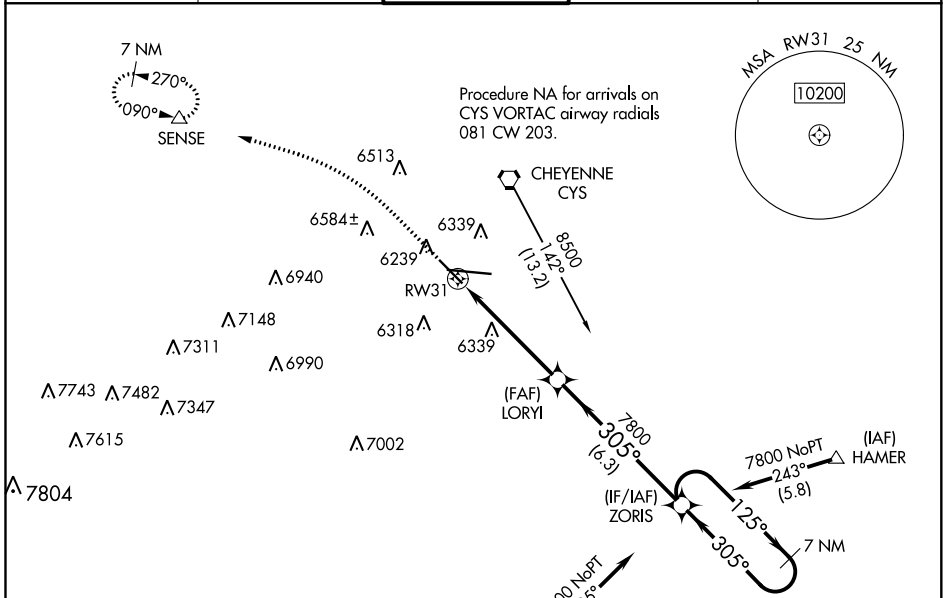 7 NM
270°
090°
SENSE
MSA RW31 25 NM
10200
Procedure NA for arrivals on
CYS VORTAC airway radials
081 CW 203.
CHEYENNE
CYS
8500
142°
(13.2)
6513
6584±
6339
6239
6940
RW31
7148
6318
6339
7311
6990
7743
7482
7347
(FAF)
LORYI
7615
7002
7800
305°
(6.3)
7800 NoPT
243°
(5.8)
(IAF)
HAMER
7804
(IF/IAF)
ZORIS
125°
305°
7 NM
00 NoPT